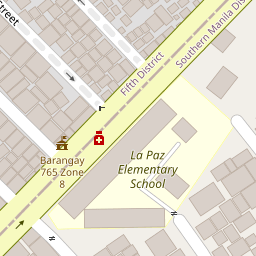 Street
Fifth District
Southern Manila Dis
La Paz
Elementary
School
Barangay
765 Zone
8